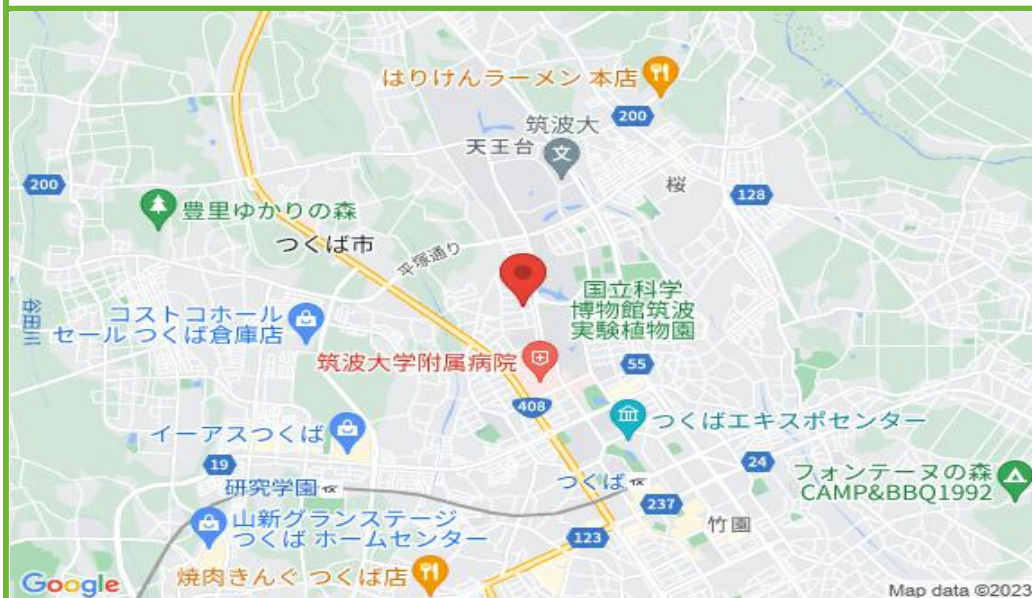 はりけんラーメン 本店
200
筑波大
天王台
桜
200
128
豊里ゆかりの森
つくば市
平塚通り
国立科学
博物館筑波
実験植物園
谷田川
コストコホール
セール つくば倉庫店
筑波大学附属病院
55
408
つくばエキスポセンター
イーアスつくば
19
24
研究学園
つくば
フォンテーヌの森
CAMP&BBQ1992
237
竹園
山新グランステージ
つくば ホームセンター
123
焼肉きんぐ つくば店
Google
Map data ©2023